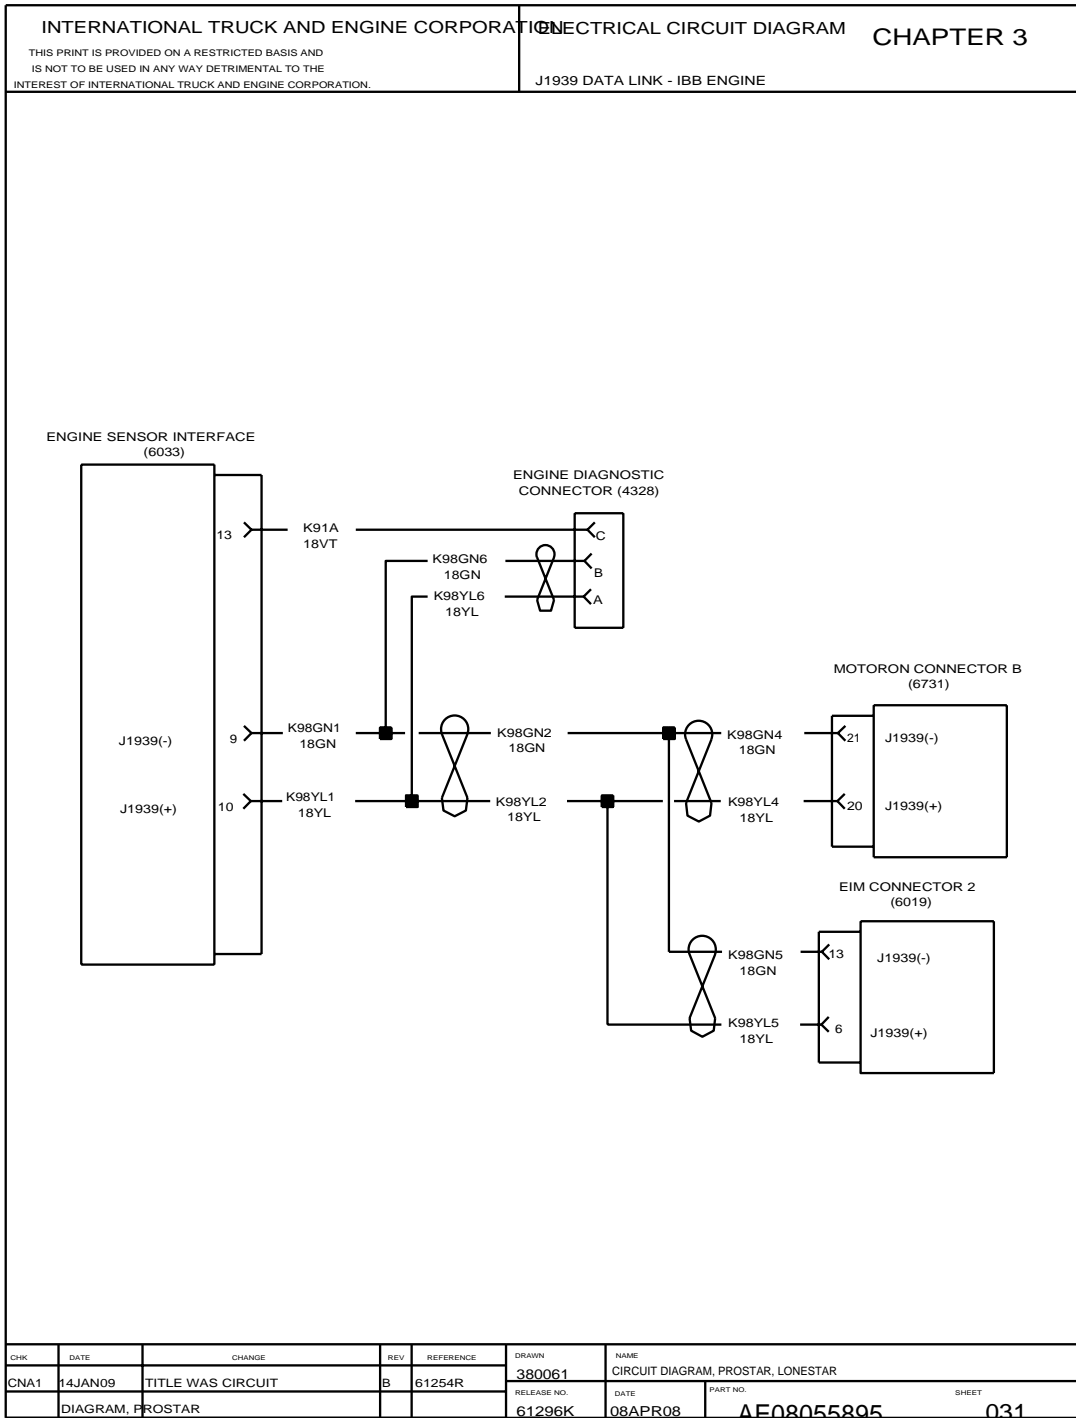 INTERNATIONAL TRUCK AND ENGINE CORPORATION
ELECTRICAL CIRCUIT DIAGRAM
CHAPTER 3
THIS PRINT IS PROVIDED ON A RESTRICTED BASIS AND
IS NOT TO BE USED IN ANY WAY DETRIMENTAL TO THE
INTEREST OF INTERNATIONAL TRUCK AND ENGINE CORPORATION.
J1939 DATA LINK - IBB ENGINE
ENGINE SENSOR INTERFACE
(6033)
ENGINE DIAGNOSTIC
CONNECTOR (4328)
13
K91A
18VT
C
K98GN6
18GN
B
K98YL6
18YL
A
MOTORON CONNECTOR B
(6731)
J1939(-)
9
K98GN1
18GN
K98GN2
18GN
K98GN4
18GN
21
J1939(-)
J1939(+)
10
K98YL1
18YL
K98YL2
18YL
K98YL4
18YL
20
J1939(+)
EIM CONNECTOR 2
(6019)
K98GN5
18GN
13
J1939(-)
K98YL5
18YL
6
J1939(+)
CHK DATE CHANGE REV REFERENCE
CNA1 14JAN09 TITLE WAS CIRCUIT B 61254R
DIAGRAM, PROSTAR
DRAWN
380061
NAME
CIRCUIT DIAGRAM, PROSTAR, LONESTAR
RELEASE NO.
61296K
DATE
08APR08
PART NO.
AE08055895
SHEET
031